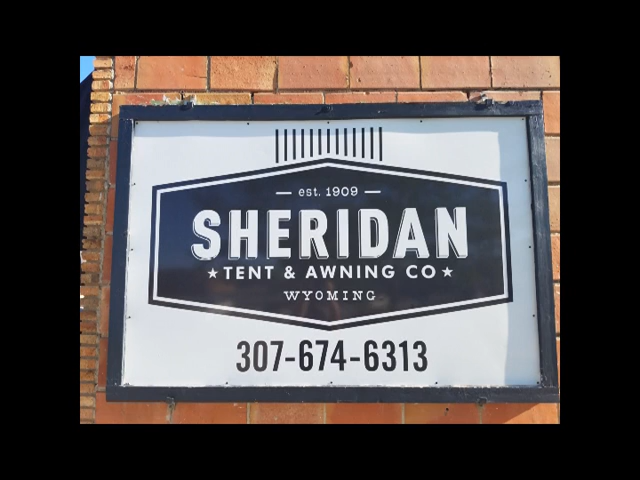 est. 1909
SHERIDAN
★TENT & AWNING CO★
WYOMING
307-674-6313